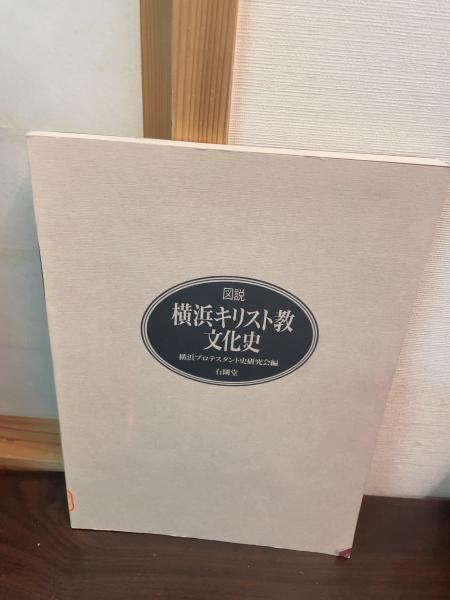 図説
横浜キリスト教
文化史
横浜プロテスタント史研究会編
有隣堂